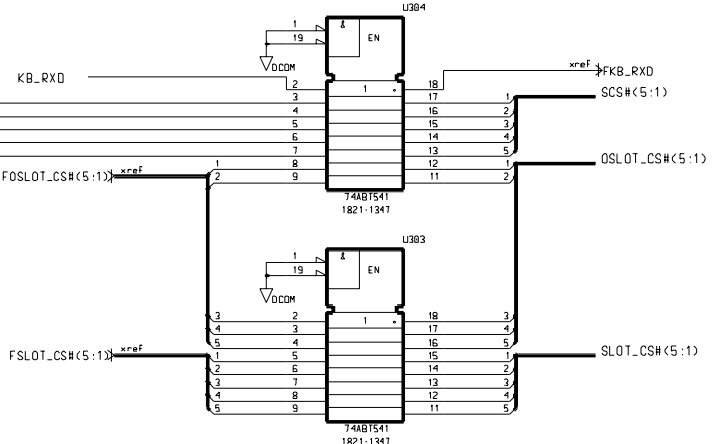 U304
1 & EN
19
DCOM
KB_RXD 2 1 18 xref FKB_RXD
3 17 1 SCS#(5:1)
4 16 2
5 15 3
6 14 4
7 13 5
1 8 12 1 OSLOT_CS#(5:1)
FOSLOT_CS#(5:1) xref 2 9 11 2
74ABT541
1821-1347
U303
1 & EN
19
DCOM
3 2 1 18 3
4 3 17 4
5 4 16 5
FSLOT_CS#(5:1) xref 1 5 15 1 SLOT_CS#(5:1)
2 6 14 2
3 7 13 3
4 8 12 4
5 9 11 5
74ABT541
1821-1347